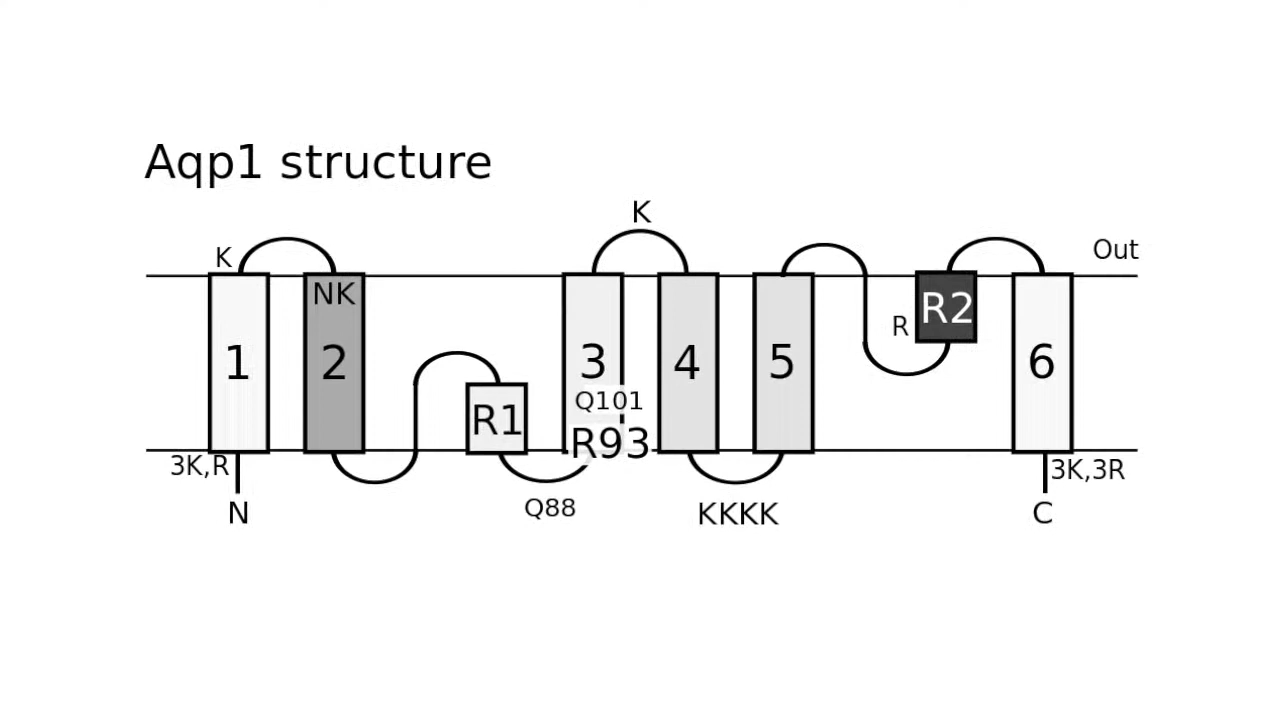 Aqp1 structure
K
K
Out
NK
R
R2
1
2
3
4
5
6
Q101
R1
R93
3K,R
3K,3R
N
Q88
KKKK
C